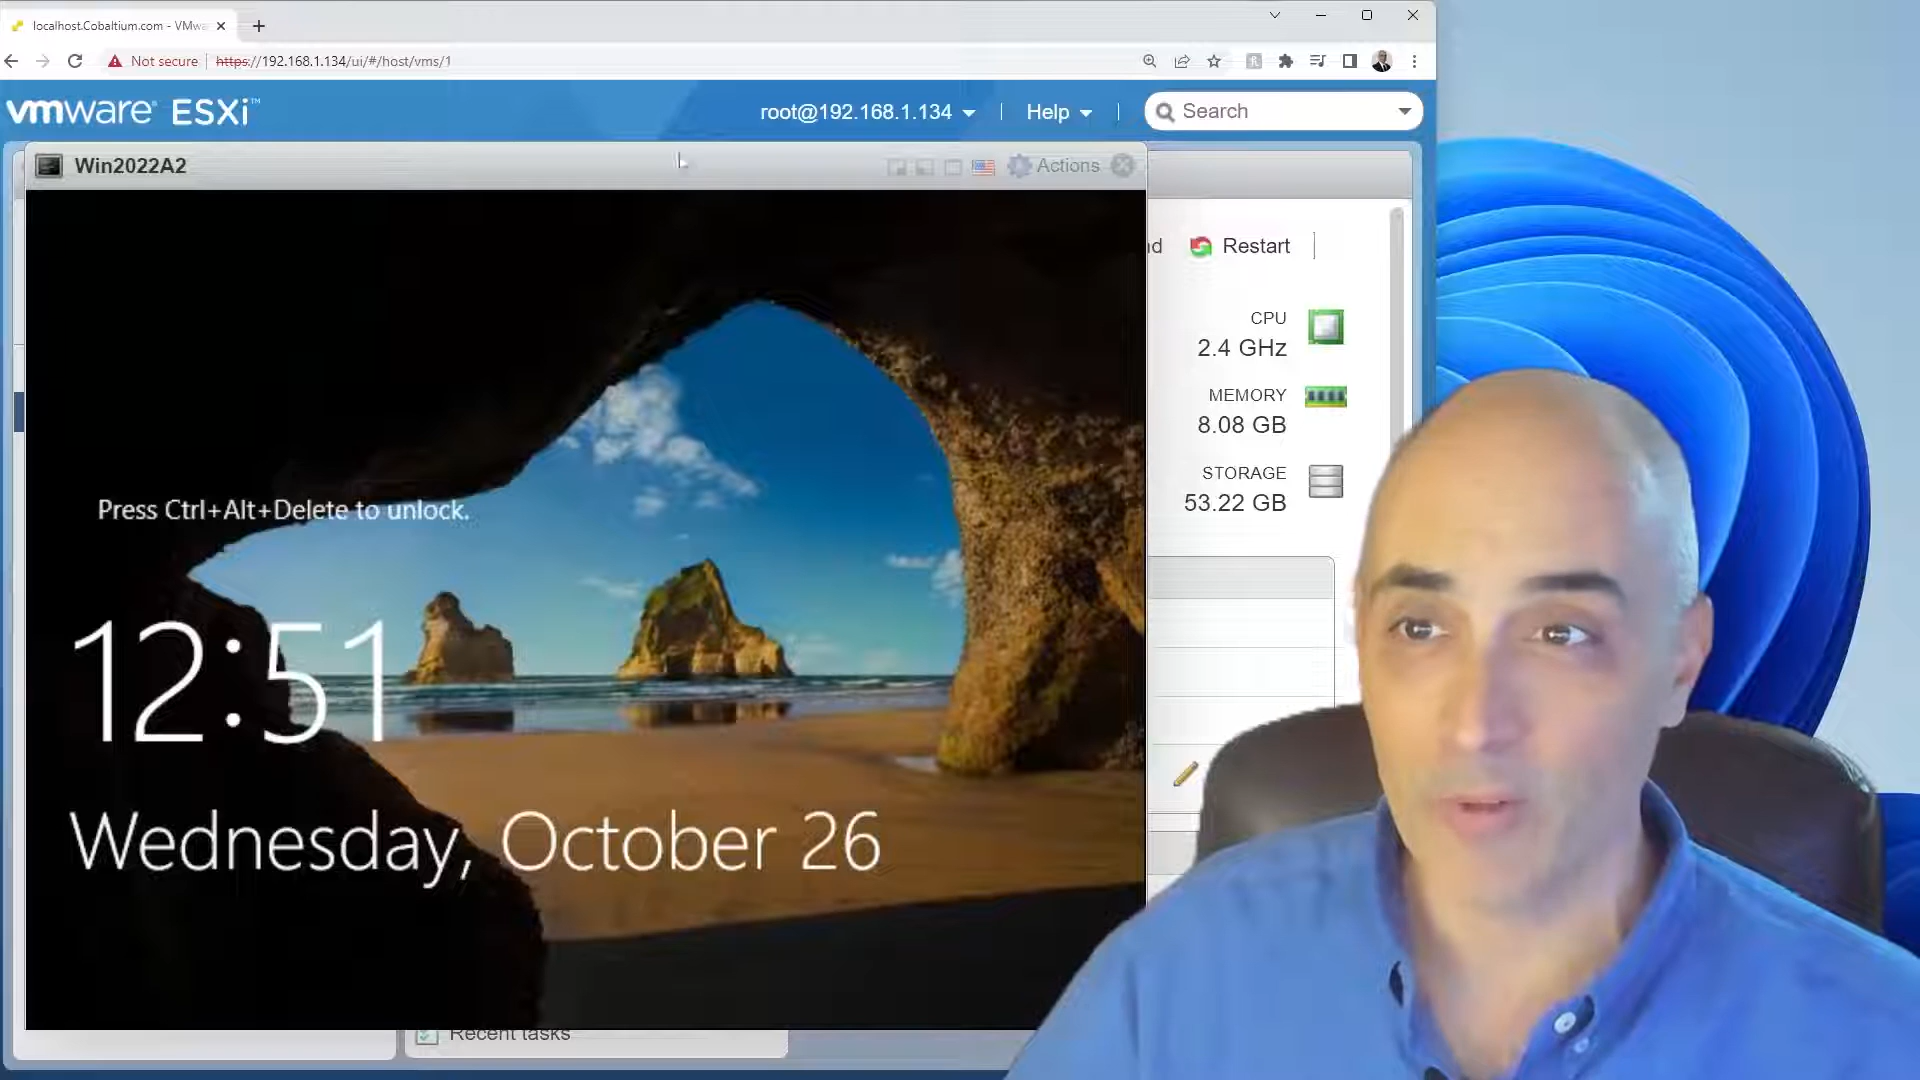 localhost.Cobaltium.com - VMwa
Not secure
https://192.168.1.134/ui/#/host/vms/1
vmware ESXi™
root@192.168.1.134
Help
Search
Win2022A2
Actions
nd
Restart
CPU
2.4 GHz
MEMORY
8.08 GB
STORAGE
53.22 GB
Press Ctrl+Alt+Delete to unlock.
12:51
Wednesday, October 26
Recent tasks